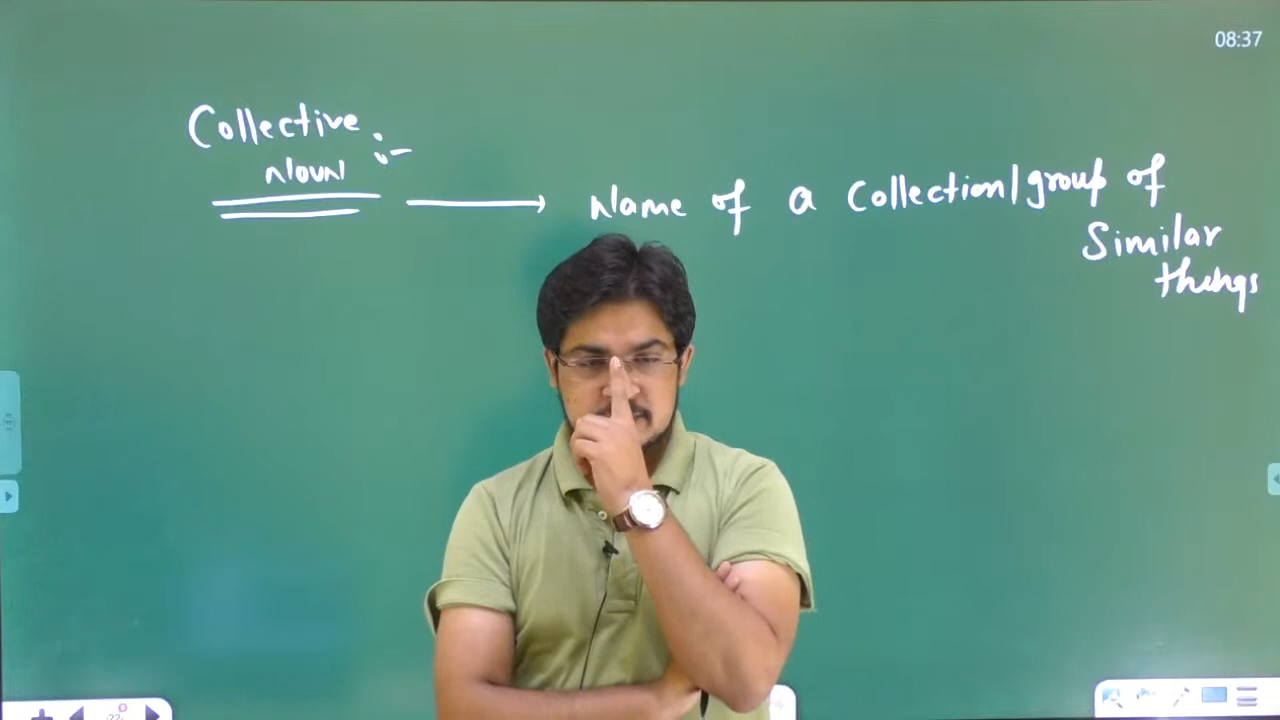 08:37
Collective :-
Noun
Name of a Collection/group of
Similar
things